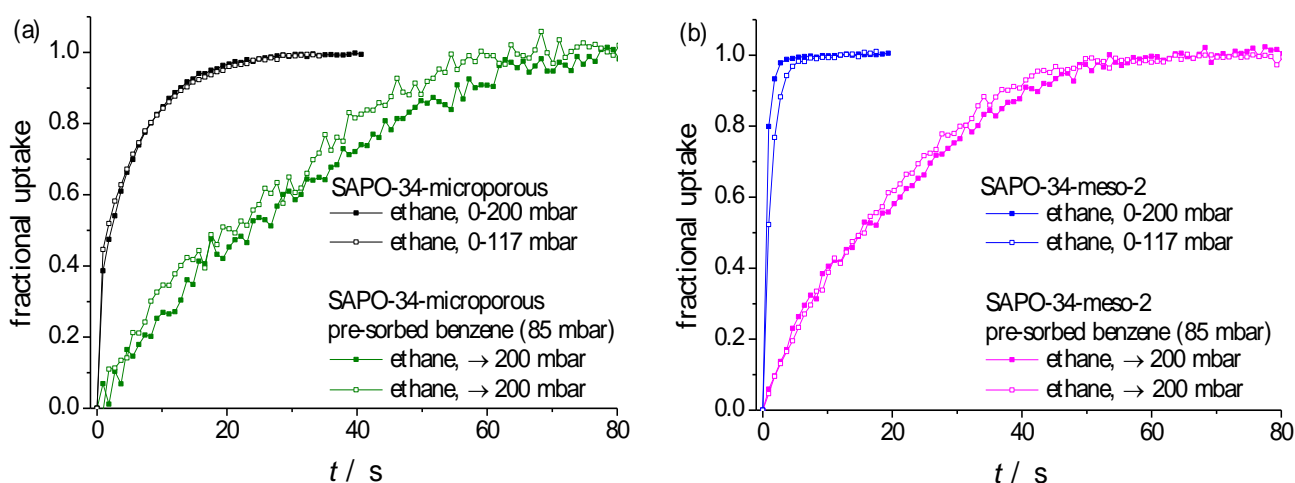 (a)
fractional uptake
1.0
0.8
0.6
0.4
0.2
0.0
SAPO-34-microporous
ethane, 0-200 mbar
ethane, 0-117 mbar
SAPO-34-microporous
pre-sorbed benzene (85 mbar)
ethane, → 200 mbar
ethane, → 200 mbar
0 20 40 60 80
t / s
(b)
fractional uptake
1.0
0.8
0.6
0.4
0.2
0.0
SAPO-34-meso-2
ethane, 0-200 mbar
ethane, 0-117 mbar
SAPO-34-meso-2
pre-sorbed benzene (85 mbar)
ethane, → 200 mbar
ethane, → 200 mbar
0 20 40 60 80
t / s